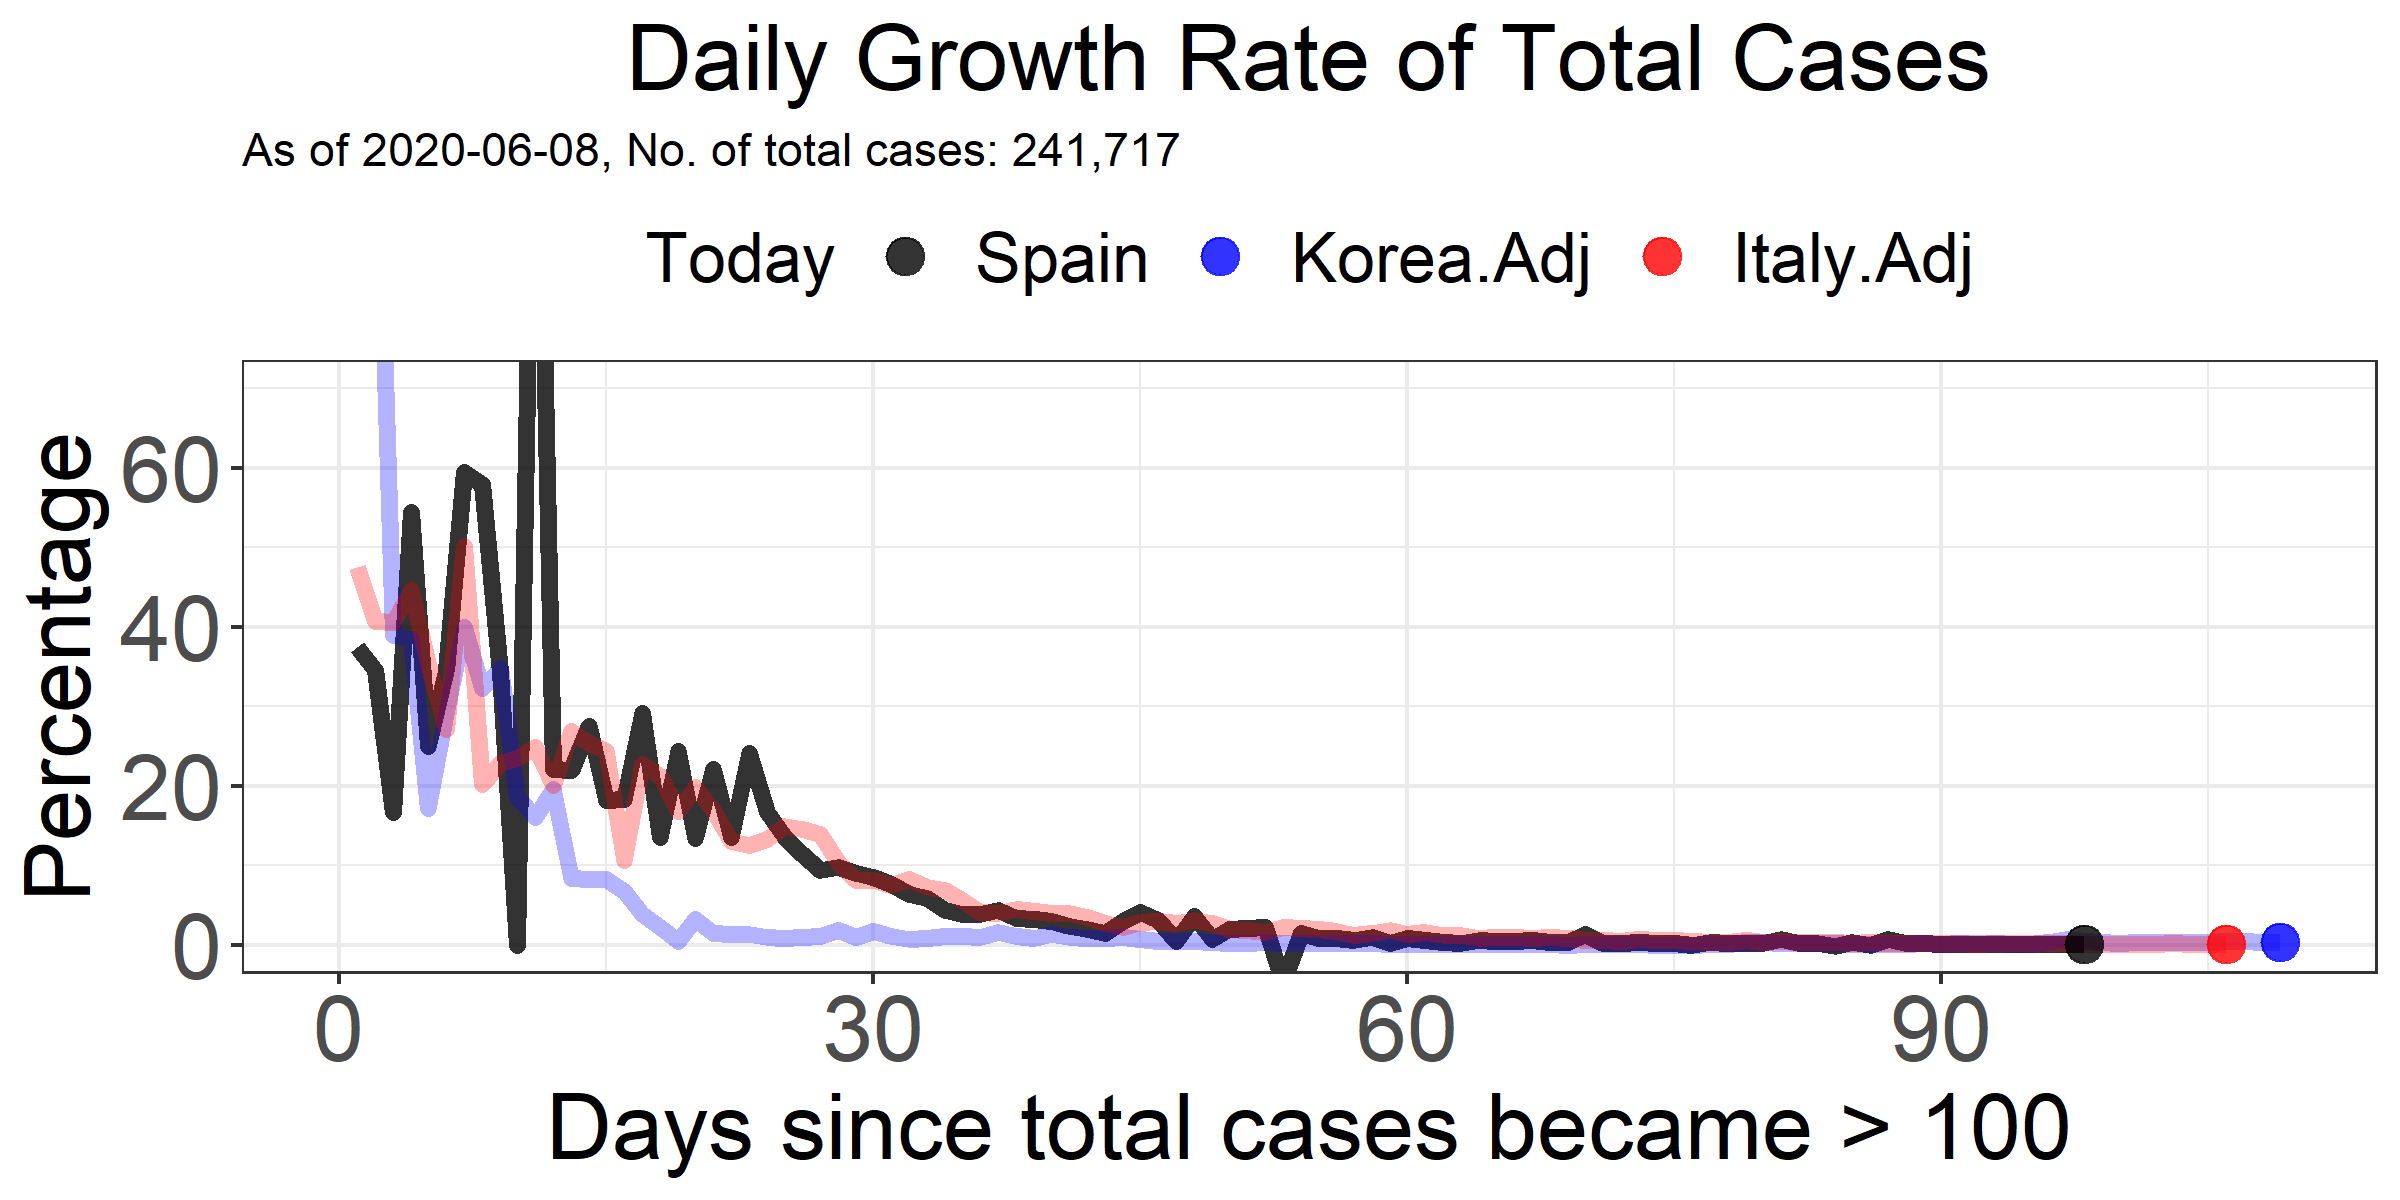 Daily Growth Rate of Total Cases
As of 2020-06-08, No. of total cases: 241,717
Today Spain Korea.Adj Italy.Adj
Percentage
60
40
20
0
0 30 60 90
Days since total cases became > 100